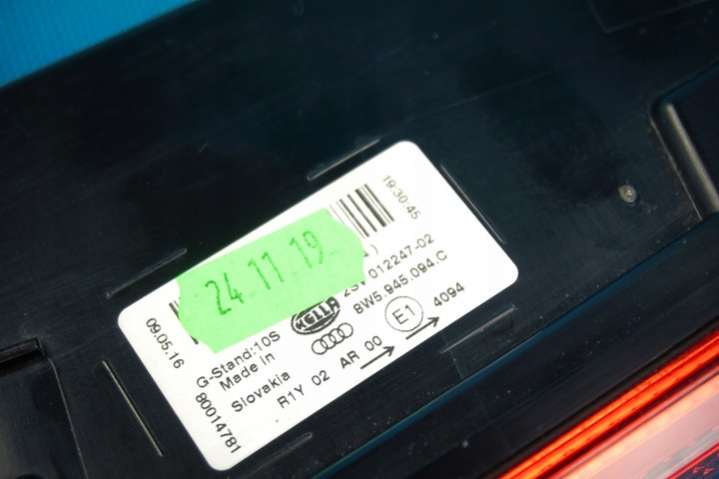 19:30:45
24 11 19
09.05.16
2SV 012247-02
HELLA
8W5.945.094.C
G-Stand:10S
Made in
Slovakia
E1
4094
R1Y 02 AR 00
80014781